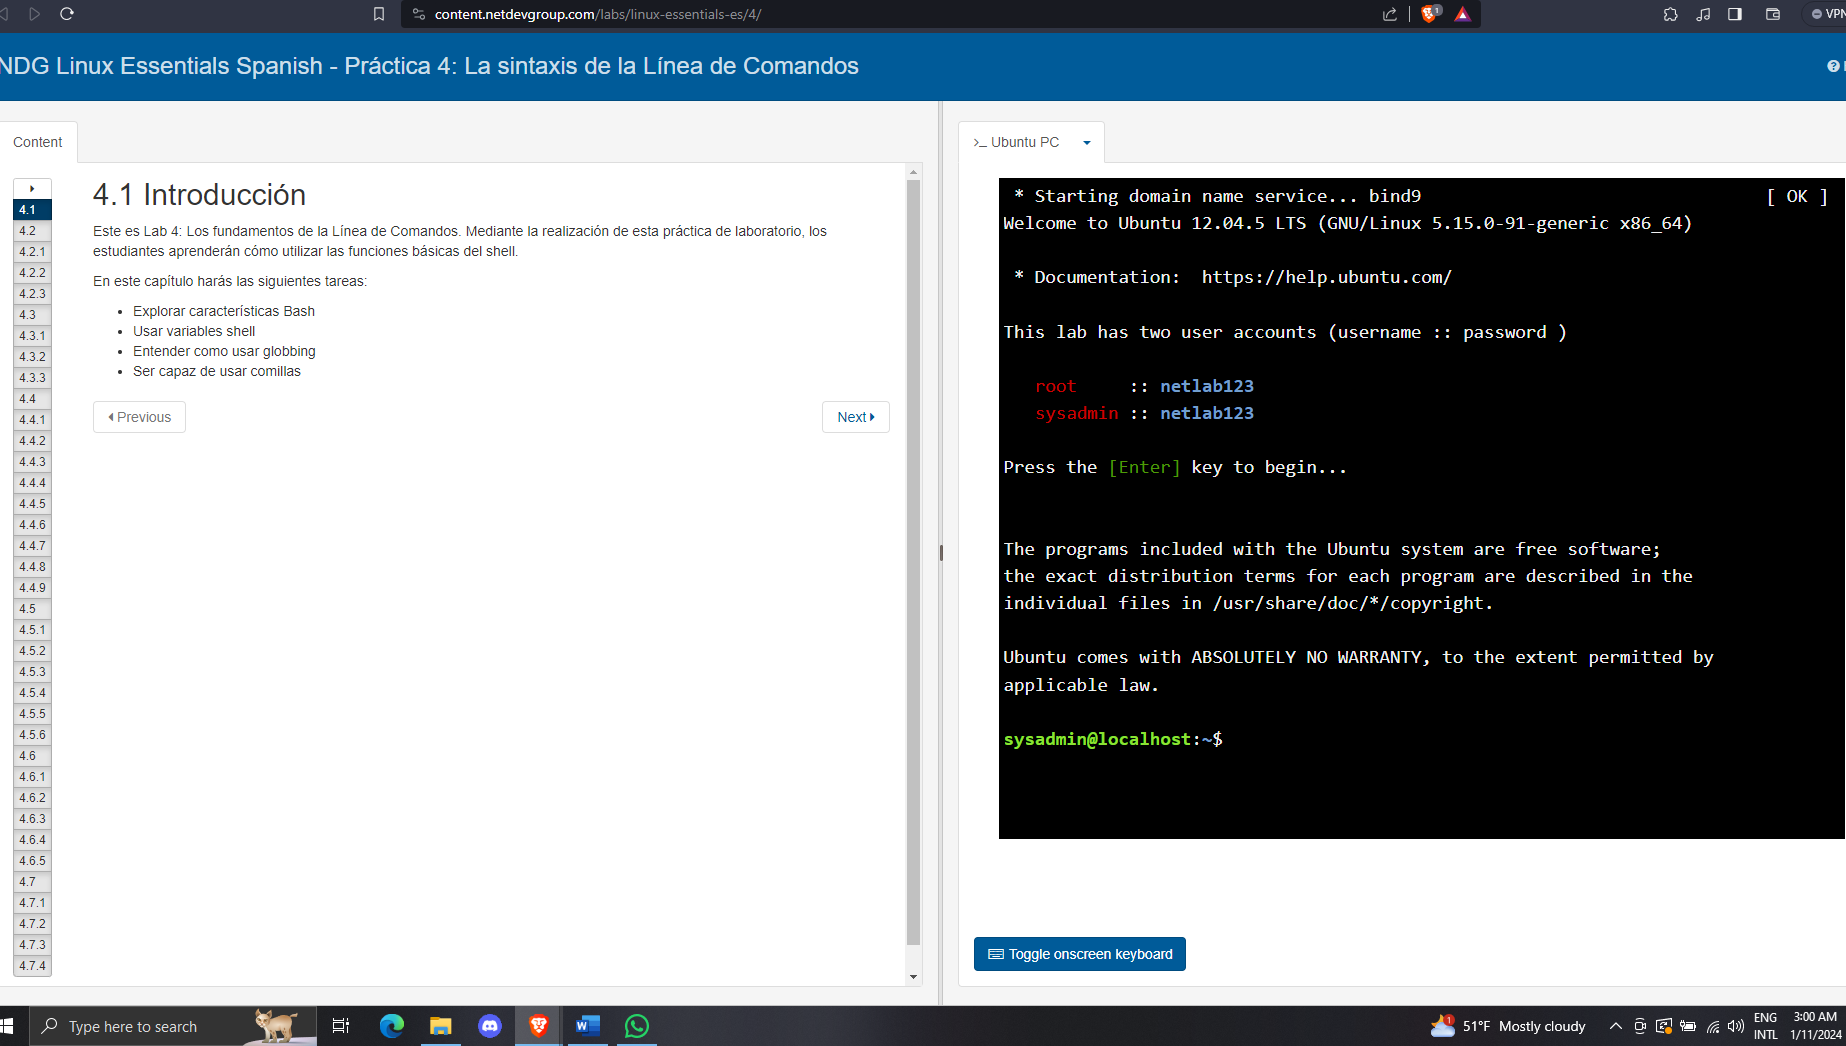 content.netdevgroup.com/labs/linux-essentials-es/4/
1
VPN
NDG Linux Essentials Spanish - Práctica 4: La sintaxis de la Línea de Comandos
Content
4.1
4.2
4.2.1
4.2.2
4.2.3
4.3
4.3.1
4.3.2
4.3.3
4.4
4.4.1
4.4.2
4.4.3
4.4.4
4.4.5
4.4.6
4.4.7
4.4.8
4.4.9
4.5
4.5.1
4.5.2
4.5.3
4.5.4
4.5.5
4.5.6
4.6
4.6.1
4.6.2
4.6.3
4.6.4
4.6.5
4.7
4.7.1
4.7.2
4.7.3
4.7.4
4.1 Introducción
Este es Lab 4: Los fundamentos de la Línea de Comandos. Mediante la realización de esta práctica de laboratorio, los
estudiantes aprenderán cómo utilizar las funciones básicas del shell.
En este capítulo harás las siguientes tareas:
• Explorar características Bash
• Usar variables shell
• Entender como usar globbing
• Ser capaz de usar comillas
Previous
Next
>_ Ubuntu PC
* Starting domain name service... bind9 [ OK ]
Welcome to Ubuntu 12.04.5 LTS (GNU/Linux 5.15.0-91-generic x86_64)
* Documentation: https://help.ubuntu.com/
This lab has two user accounts (username :: password )
root :: netlab123
sysadmin :: netlab123
Press the [Enter] key to begin...
The programs included with the Ubuntu system are free software;
the exact distribution terms for each program are described in the
individual files in /usr/share/doc/*/copyright.
Ubuntu comes with ABSOLUTELY NO WARRANTY, to the extent permitted by
applicable law.
sysadmin@localhost:~$
Toggle onscreen keyboard
Type here to search
1
51°F Mostly cloudy
ENG
INTL
3:00 AM
1/11/2024